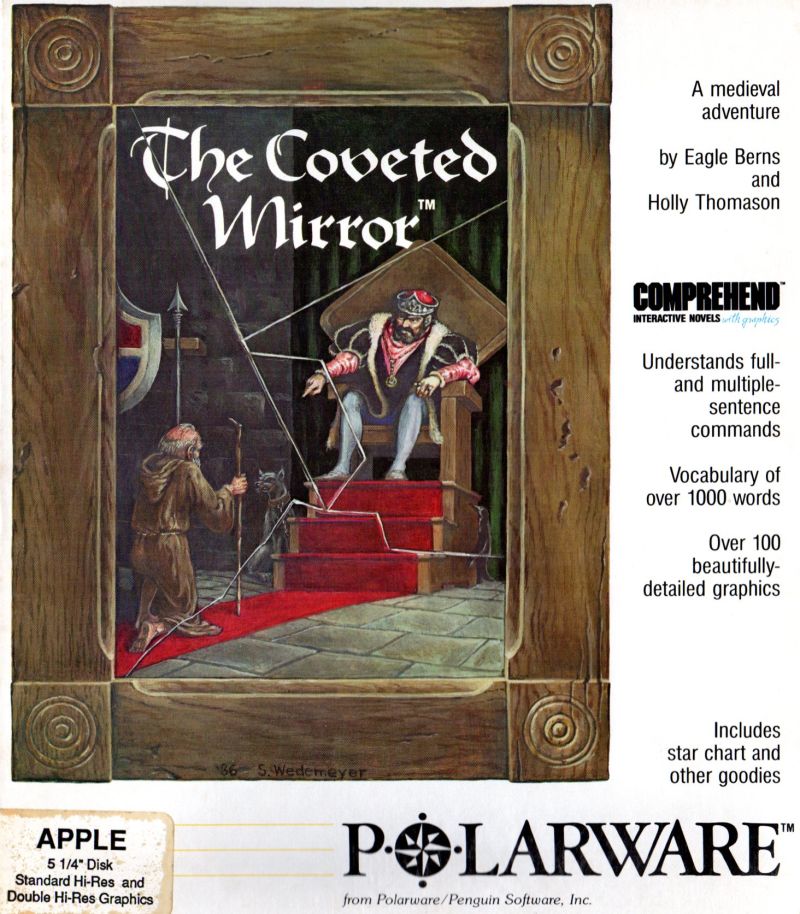 The Coveted
Mirror™
A medieval
adventure
by Eagle Berns
and
Holly Thomason
COMPREHEND™
INTERACTIVE NOVELS with graphics
Understands full-
and multiple-
sentence
commands
Vocabulary of
over 1000 words
Over 100
beautifully-
detailed graphics
Includes
star chart and
other goodies
'86 S. Wedemeyer
APPLE
5 1/4" Disk
Standard Hi-Res and
Double Hi-Res Graphics
POLARWARE™
from Polarware/Penguin Software, Inc.